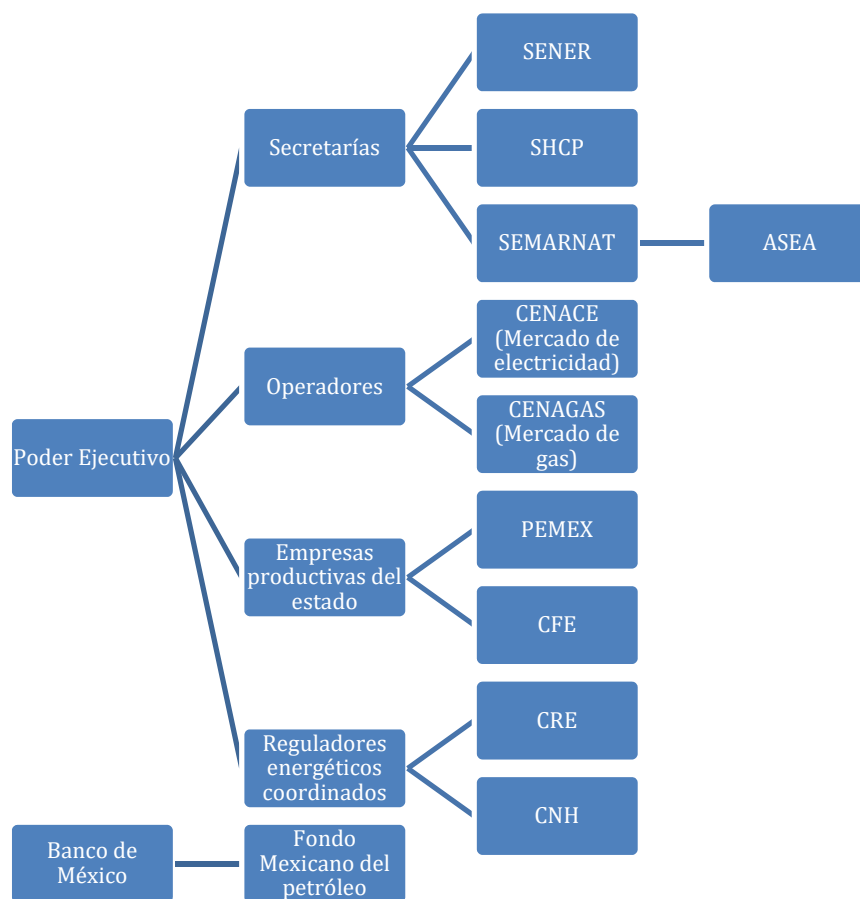 SENER
Secretarías
SHCP
SEMARNAT
ASEA
CENACE
(Mercado de
electricidad)
Operadores
CENAGAS
(Mercado de
gas)
Poder Ejecutivo
PEMEX
Empresas
productivas del
estado
CFE
CRE
Reguladores
energéticos
coordinados
CNH
Banco de
México
Fondo
Mexicano del
petróleo